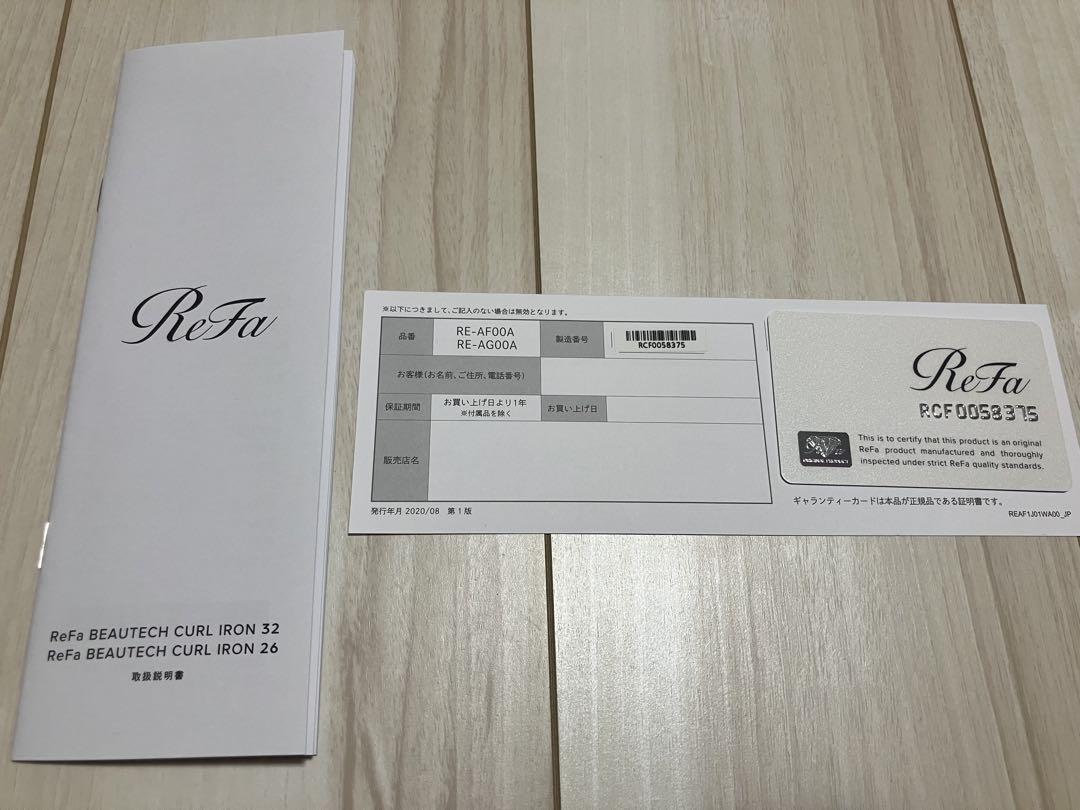 ReFa
ReFa BEAUTECH CURL IRON 32
ReFa BEAUTECH CURL IRON 26
取扱説明書
※以下につきまして、ご記入のない場合は無効となります。
品番
RE-AF00A
RE-AG00A
製造番号
RCF0058375
お客様(お名前、ご住所、電話番号)
保証期間
お買い上げ日より1年
※付属品を除く
お買い上げ日
販売店名
発行年月 2020/08 第1版
ReFa
RCF0058375
This is to certify that this product is an original
ReFa product manufactured and thoroughly
inspected under strict ReFa quality standards.
ギャランティーカードは本品が正規品である証明書です。
REAF1J01WA00_JP